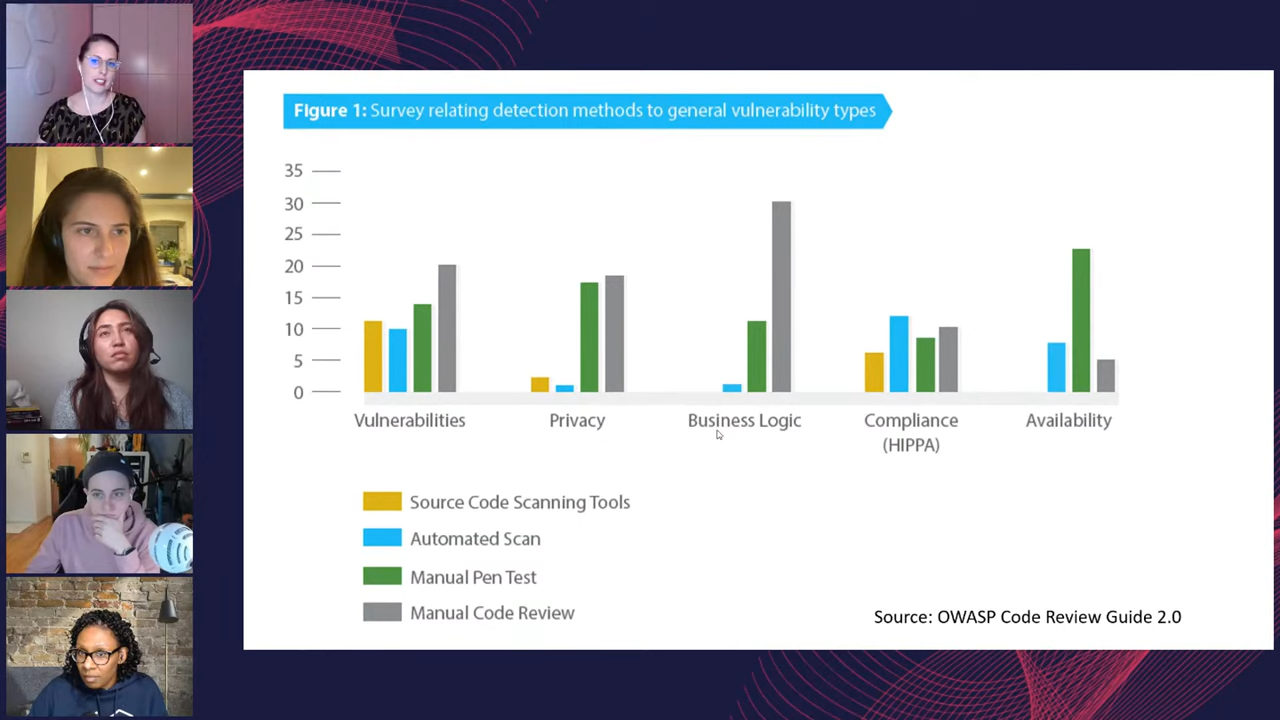 Figure 1: Survey relating detection methods to general vulnerability types
35
30
25
20
15
10
5
0
Vulnerabilities
Privacy
Business Logic
Compliance
(HIPPA)
Availability
Source Code Scanning Tools
Automated Scan
Manual Pen Test
Manual Code Review
Source: OWASP Code Review Guide 2.0